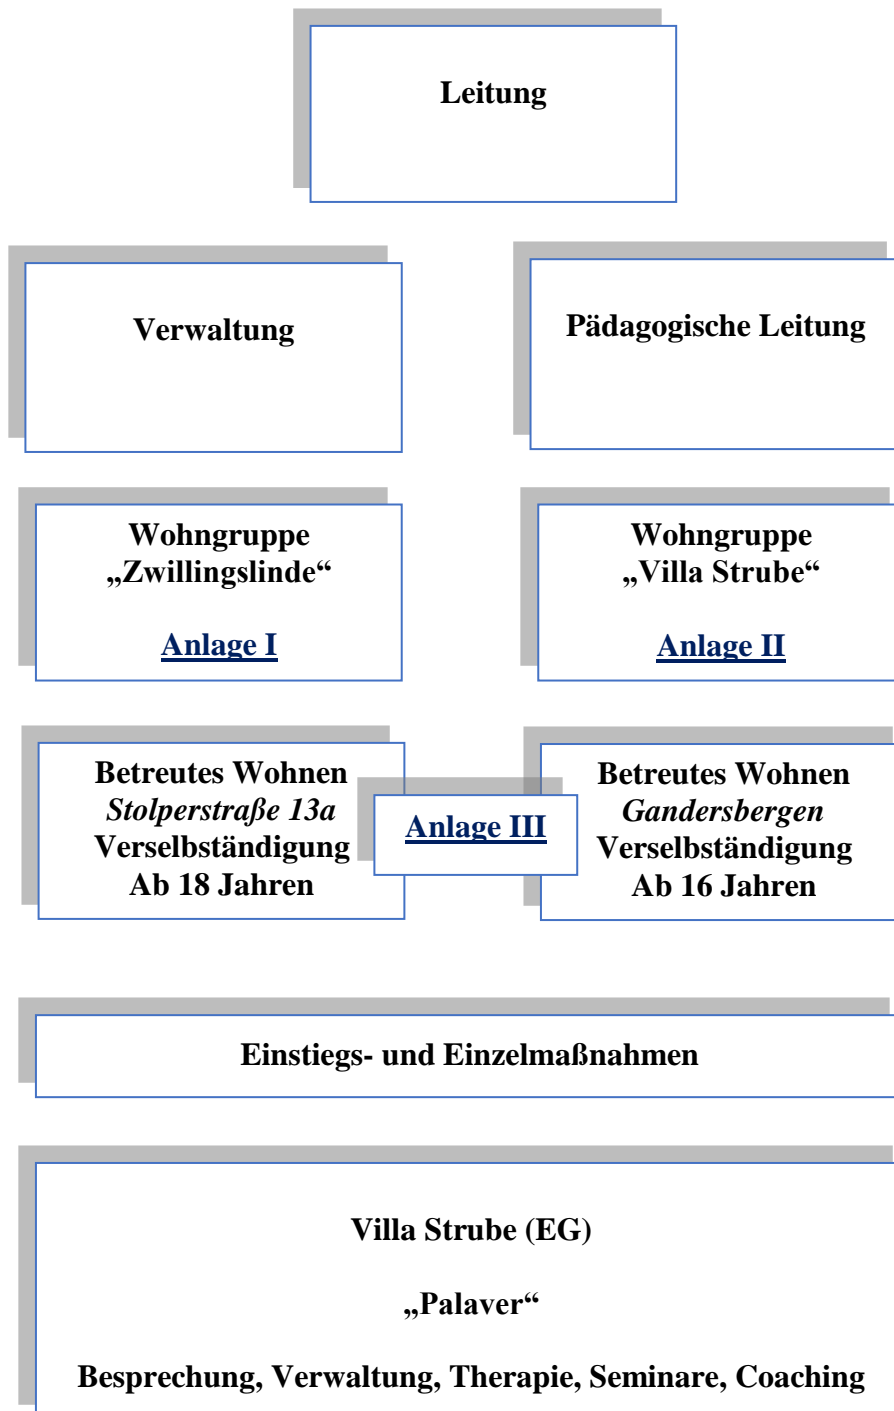 Leitung
Verwaltung
Pädagogische Leitung
Wohngruppe
„Zwillingslinde“
Anlage I
Wohngruppe
„Villa Strube“
Anlage II
Betreutes Wohnen
Stolperstraße 13a
Verselbständigung
Ab 18 Jahren
Anlage III
Betreutes Wohnen
Gandersbergen
Verselbständigung
Ab 16 Jahren
Einstiegs- und Einzelmaßnahmen
Villa Strube (EG)
„Palaver“
Besprechung, Verwaltung, Therapie, Seminare, Coaching